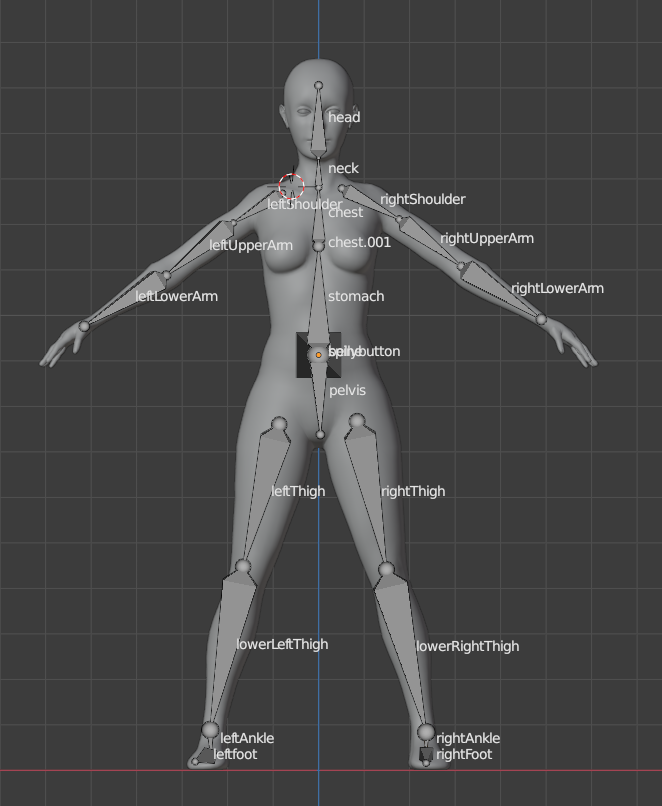 head
neck
leftShoulder
rightShoulder
chest
leftUpperArm
chest.001
rightUpperArm
leftLowerArm
stomach
rightLowerArm
pelvis
leftThigh
rightThigh
lowerLeftThigh
lowerRightThigh
leftAnkle
rightAnkle
leftfoot
rightFoot